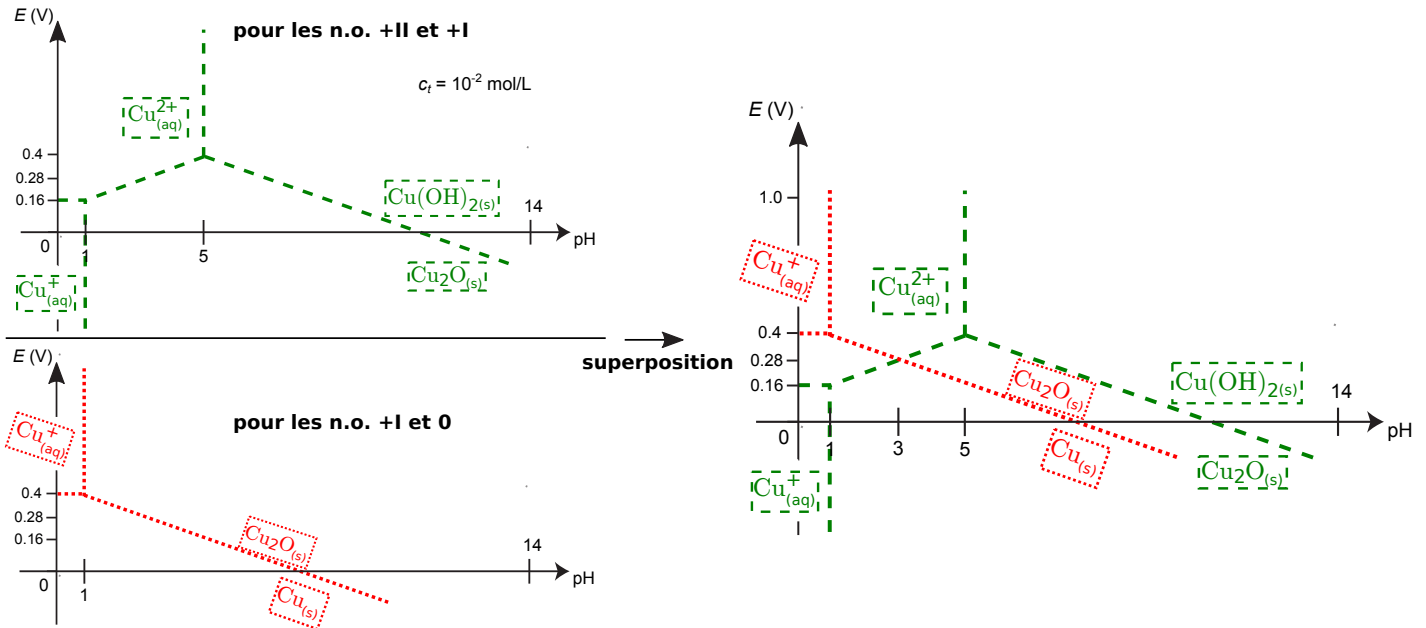 E (V)
pour les n.o. +II et +I
cₜ = 10⁻² mol/L
Cu²⁺(aq)
0.4
0.28
0.16
Cu(OH)₂(s)
14
0
1
5
pH
Cu⁺(aq)
Cu₂O(s)
superposition
E (V)
pour les n.o. +I et 0
Cu⁺(aq)
0.4
0.28
0.16
Cu₂O(s)
14
0
1
pH
Cu(s)
E (V)
1.0
Cu⁺(aq)
Cu²⁺(aq)
0.4
0.28
0.16
Cu₂O(s)
Cu(OH)₂(s)
14
0
1
3
5
pH
Cu(s)
Cu⁺(aq)
Cu₂O(s)